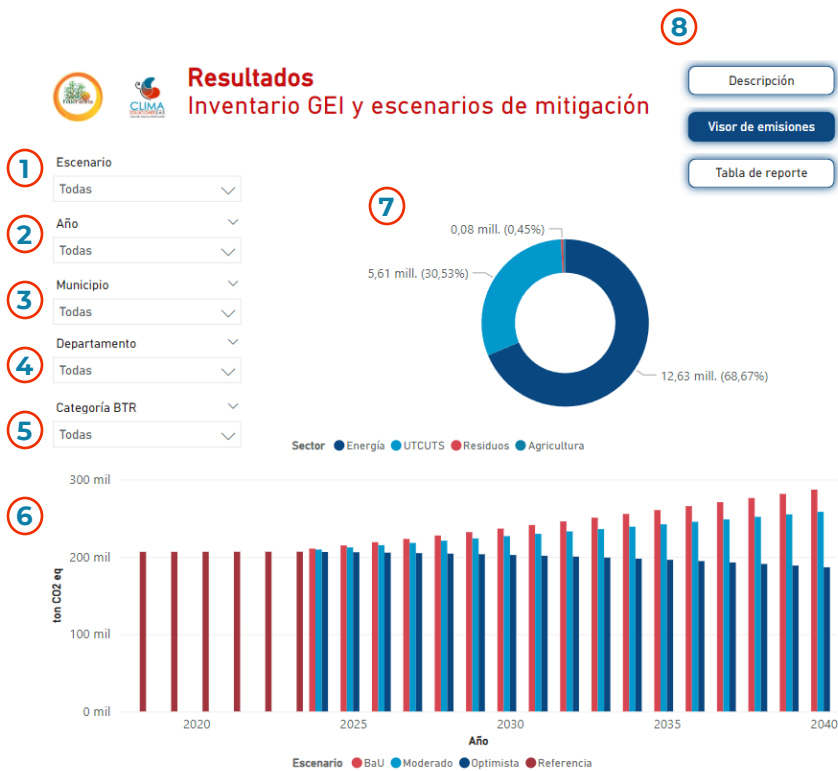 8
Resultados
Inventario GEI y escenarios de mitigación
CLIMA
Descripción
Visor de emisiones
Tabla de reporte
1
Escenario
Todas
2
Año
Todas
3
Municipio
Todas
4
Departamento
Todas
5
Categoría BTR
Todas
7
0,08 mill. (0,45%)
5,61 mill. (30,53%)
12,63 mill. (68,67%)
Sector Energía UTCUTS Residuos Agricultura
6
ton CO2 eq
300 mil
200 mil
100 mil
0 mil
2020 2025 2030 2035 2040
Año
Escenario BaU Moderado Optimista Referencia